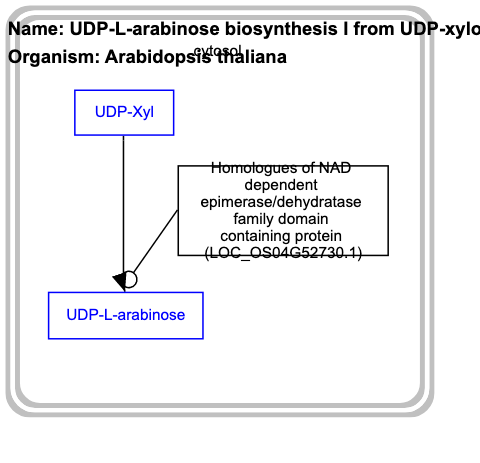 Name: UDP-L-arabinose biosynthesis I from UDP-xylo
Organism: Arabidopsis thaliana
cytosol
UDP-Xyl
Homologues of NAD
dependent
epimerase/dehydratase
family domain
containing protein
(LOC_OS04G52730.1)
UDP-L-arabinose